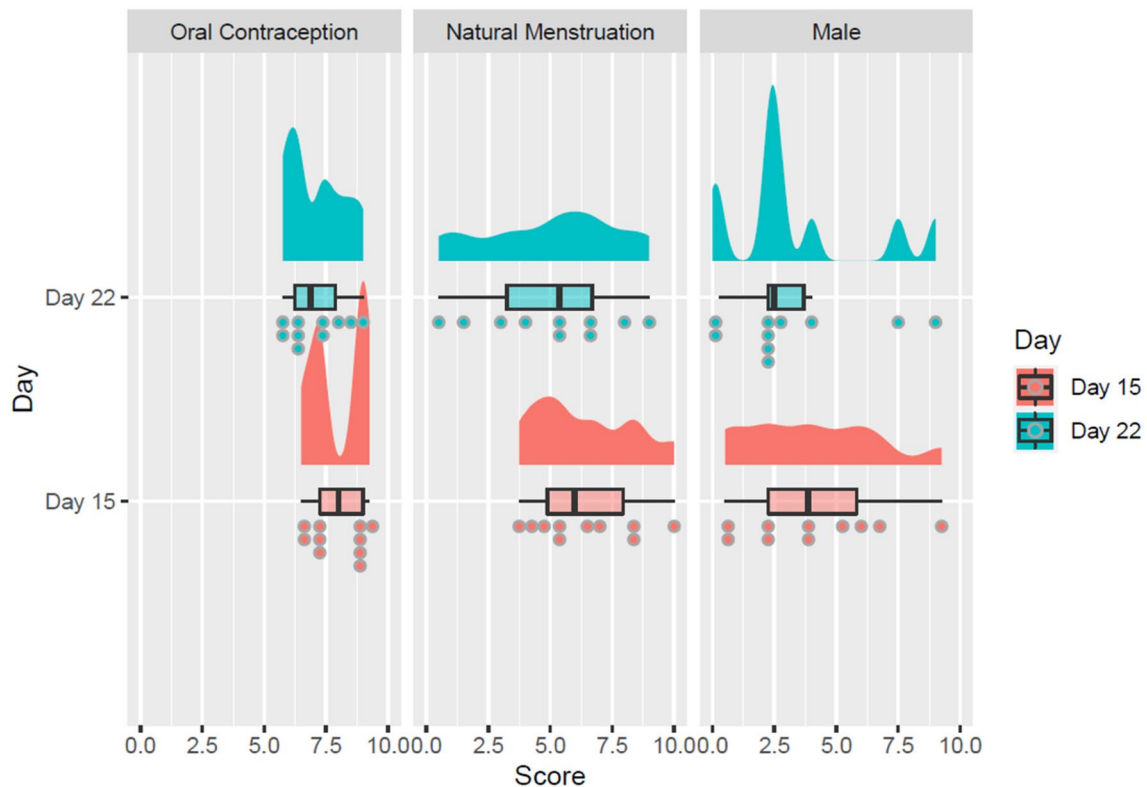 Oral Contraception
Natural Menstruation
Male
Day 22
Day 15
Day
0.0 2.5 5.0 7.5 10.0
0.0 2.5 5.0 7.5 10.0
0.0 2.5 5.0 7.5 10.0
Score
Day
Day 15
Day 22